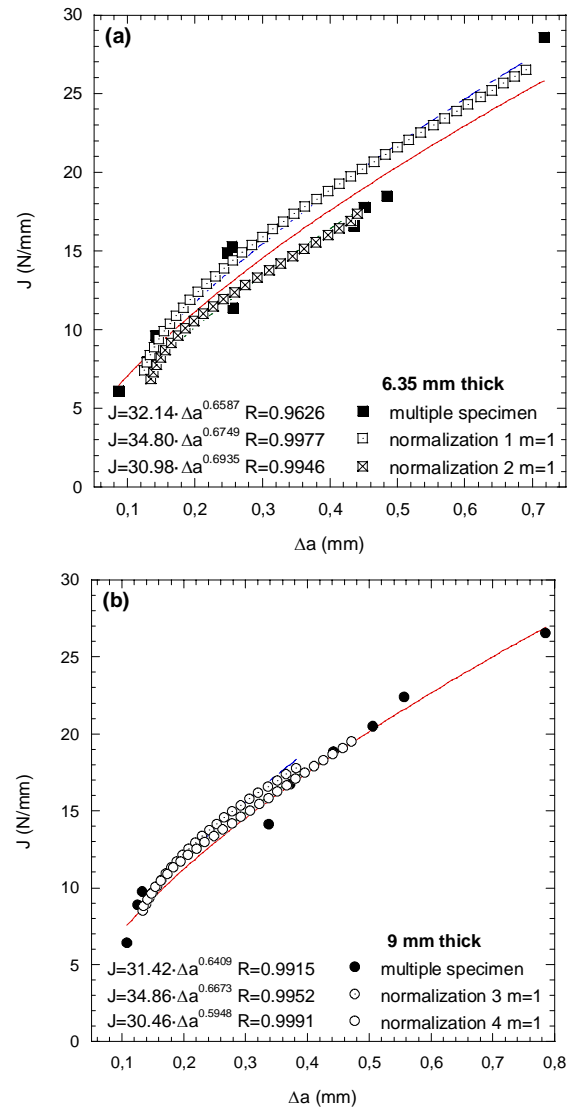 (a)
30
25
20
15
10
5
0
J (N/mm)
6.35 mm thick
J=32.14·Δa^0.6587 R=0.9626 multiple specimen
J=34.80·Δa^0.6749 R=0.9977 normalization 1 m=1
J=30.98·Δa^0.6935 R=0.9946 normalization 2 m=1
0,1 0,2 0,3 0,4 0,5 0,6 0,7
Δa (mm)
(b)
30
25
20
15
10
5
0
J (N/mm)
9 mm thick
J=31.42·Δa^0.6409 R=0.9915 multiple specimen
J=34.86·Δa^0.6673 R=0.9952 normalization 3 m=1
J=30.46·Δa^0.5948 R=0.9991 normalization 4 m=1
0,1 0,2 0,3 0,4 0,5 0,6 0,7 0,8
Δa (mm)